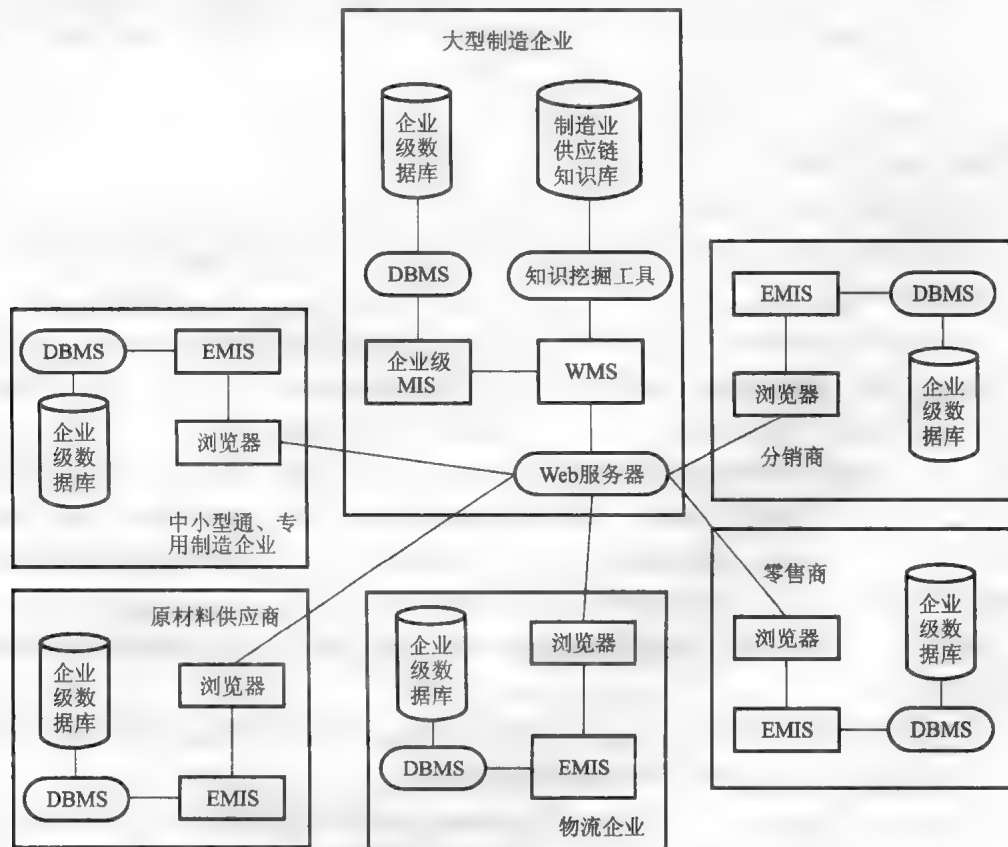 大型制造企业
企业
级数
据库
制造业
供应链
知识库
DBMS
知识挖掘工具
企业级
MIS
WMS
Web服务器
DBMS
EMIS
企业
级数
据库
浏览器
中小型通、专
用制造企业
EMIS
DBMS
浏览器
企业
级数
据库
分销商
原材料供应商
企业
级数
据库
浏览器
DBMS
EMIS
企业
级数
据库
浏览器
DBMS
EMIS
物流企业
零售商
企业
级数
据库
浏览器
EMIS
DBMS